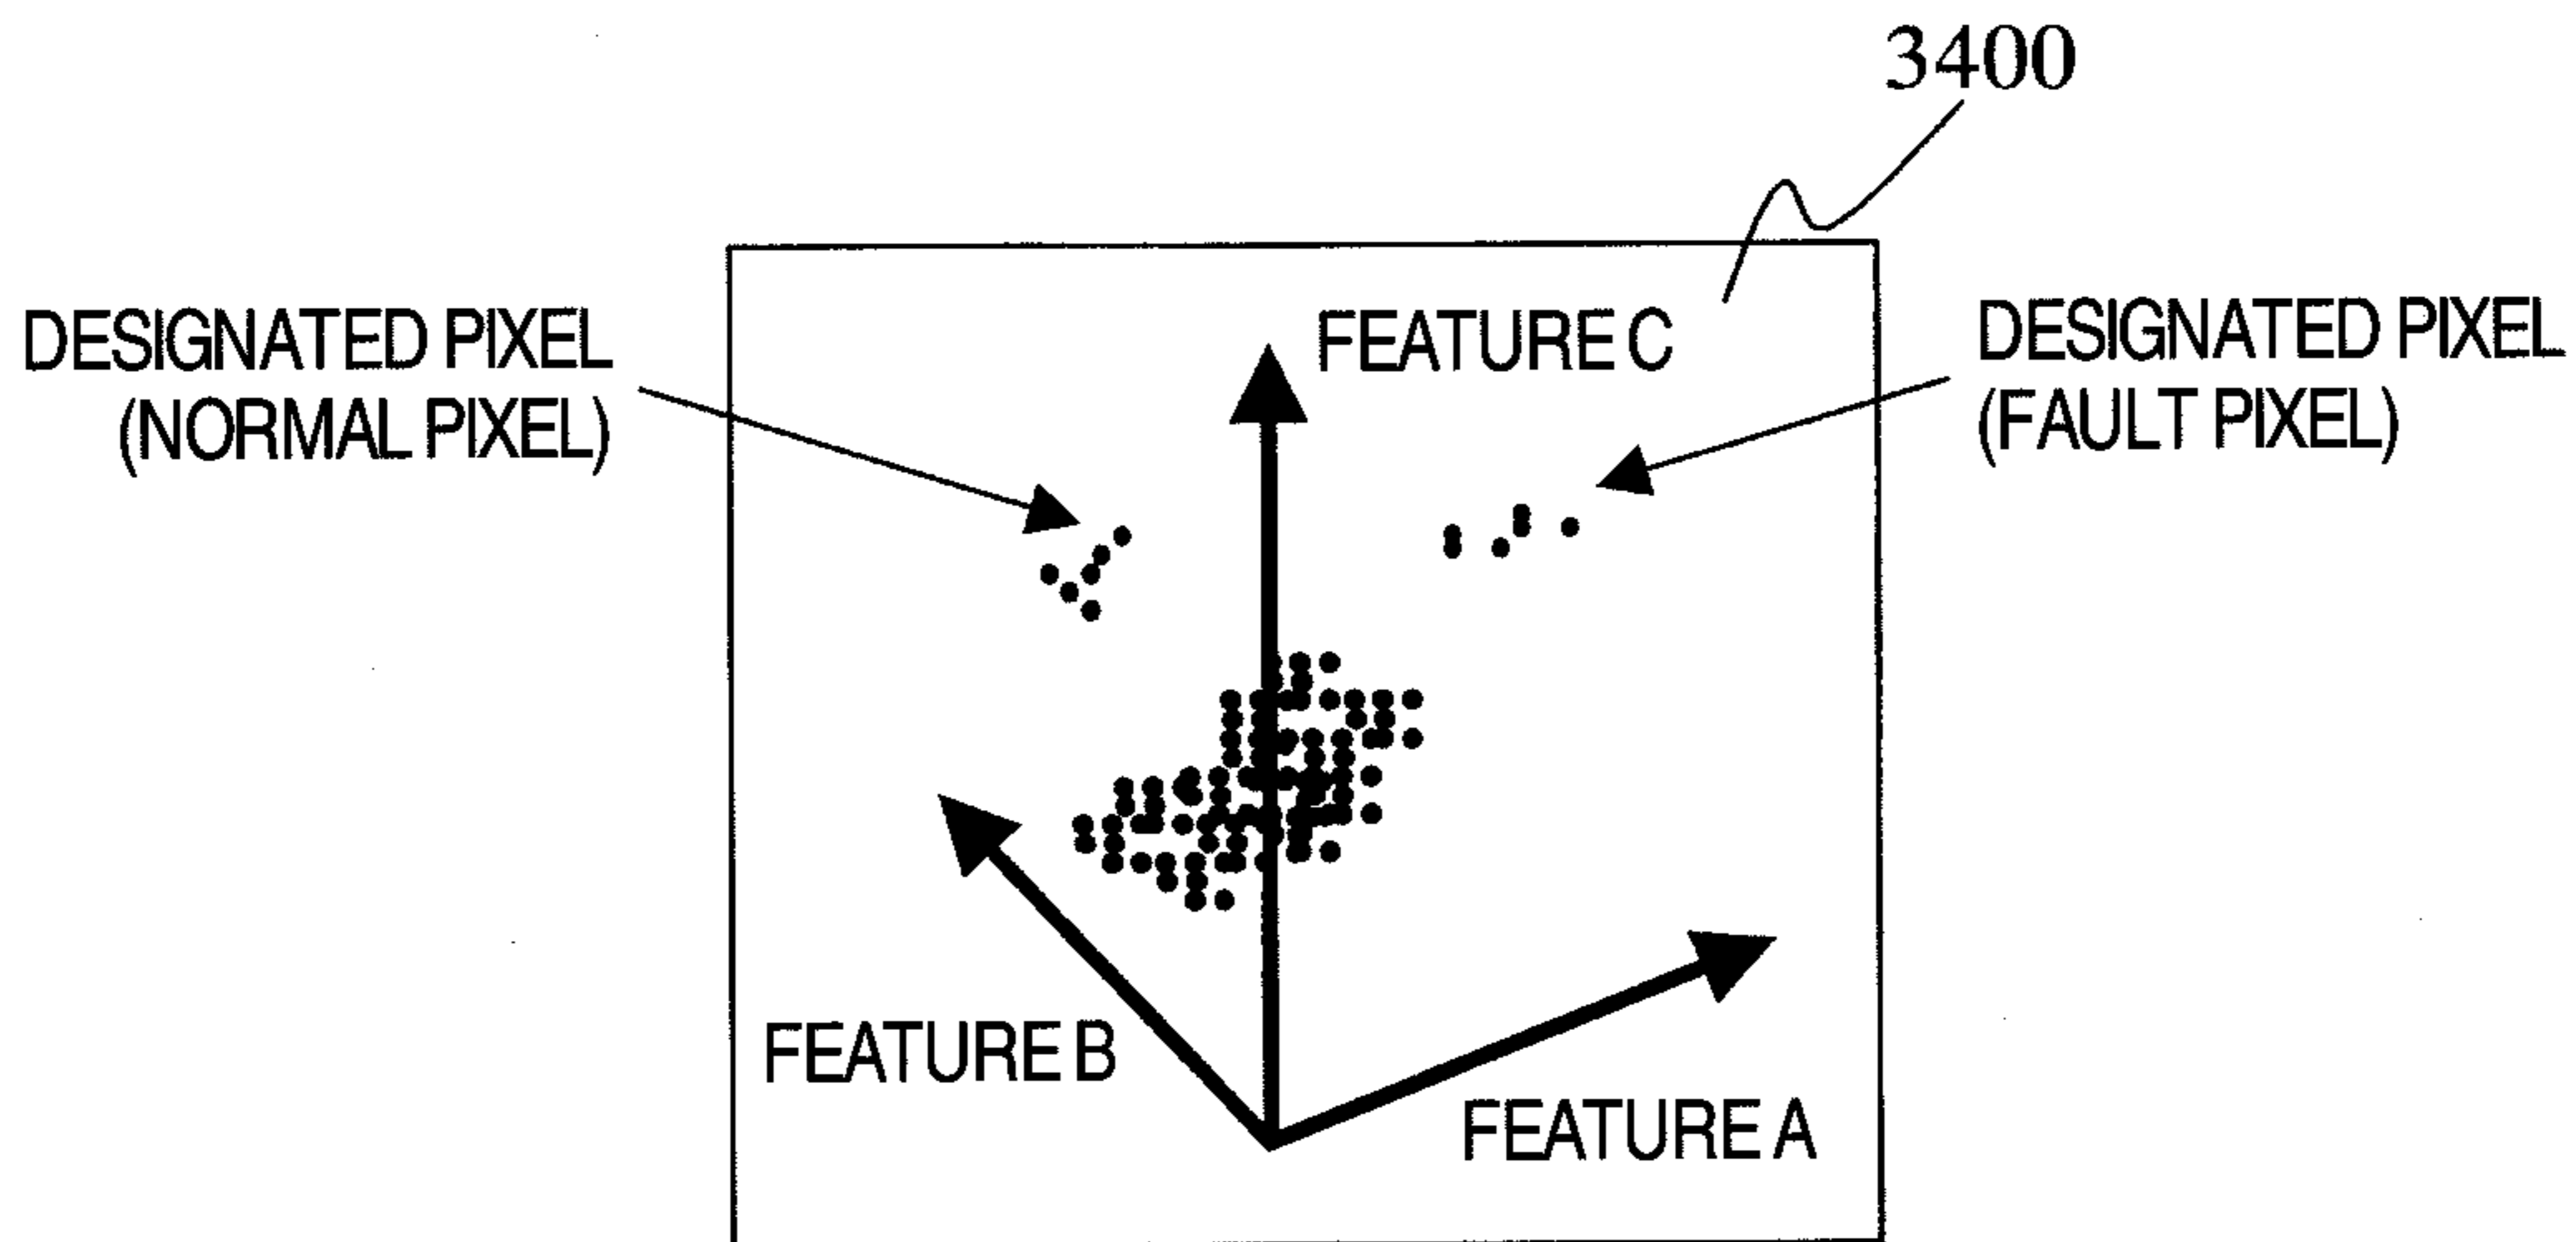 3400
DESIGNATED PIXEL
(NORMAL PIXEL)
FEATURE C
DESIGNATED PIXEL
(FAULT PIXEL)
FEATURE B
FEATURE A